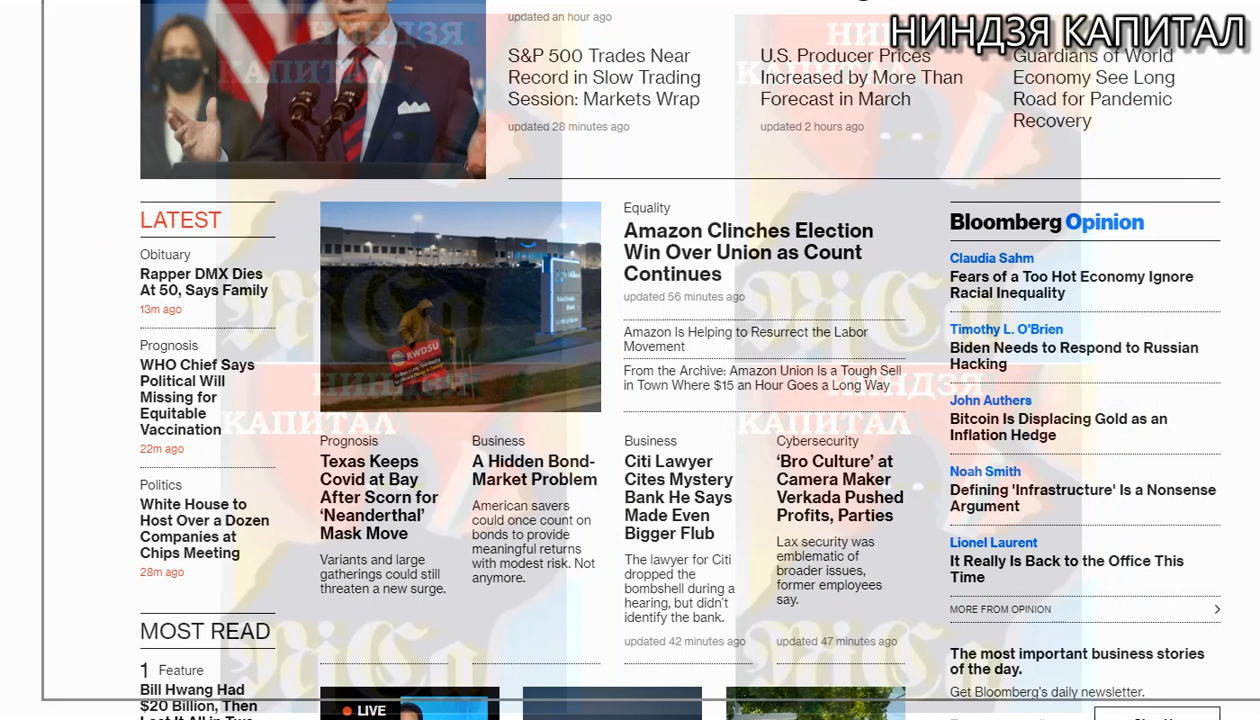 НИНДЗЯ КАПИТАЛ
updated an hour ago
S&P 500 Trades Near
Record in Slow Trading
Session: Markets Wrap
updated 28 minutes ago
U.S. Producer Prices
Increased by More Than
Forecast in March
updated 2 hours ago
Guardians of World
Economy See Long
Road for Pandemic
Recovery
НИНДЗЯ
КАПИТАЛ
LATEST
Obituary
Rapper DMX Dies
At 50, Says Family
13m ago
Prognosis
WHO Chief Says
Political Will
Missing for
Equitable
Vaccination
22m ago
Politics
White House to
Host Over a Dozen
Companies at
Chips Meeting
28m ago
MOST READ
1 Feature
Bill Hwang Had
$20 Billion, Then
RWDSU
Equality
Amazon Clinches Election
Win Over Union as Count
Continues
updated 56 minutes ago
Amazon Is Helping to Resurrect the Labor
Movement
From the Archive: Amazon Union Is a Tough Sell
in Town Where $15 an Hour Goes a Long Way
НИНДЗЯ
КАПИТАЛ
НИНДЗЯ
КАПИТАЛ
Prognosis
Texas Keeps
Covid at Bay
After Scorn for
‘Neanderthal’
Mask Move
Variants and large
gatherings could still
threaten a new surge.
Business
A Hidden Bond-
Market Problem
American savers
could once count on
bonds to provide
meaningful returns
with modest risk. Not
anymore.
Business
Citi Lawyer
Cites Mystery
Bank He Says
Made Even
Bigger Flub
The lawyer for Citi
dropped the
bombshell during a
hearing, but didn’t
identify the bank.
updated 42 minutes ago
Cybersecurity
‘Bro Culture’ at
Camera Maker
Verkada Pushed
Profits, Parties
Lax security was
emblematic of
broader issues,
former employees
say.
updated 47 minutes ago
LIVE
Bloomberg Opinion
Claudia Sahm
Fears of a Too Hot Economy Ignore
Racial Inequality
Timothy L. O'Brien
Biden Needs to Respond to Russian
Hacking
John Authers
Bitcoin Is Displacing Gold as an
Inflation Hedge
Noah Smith
Defining 'Infrastructure' Is a Nonsense
Argument
Lionel Laurent
It Really Is Back to the Office This
Time
MORE FROM OPINION
The most important business stories
of the day.
Get Bloomberg's daily newsletter.